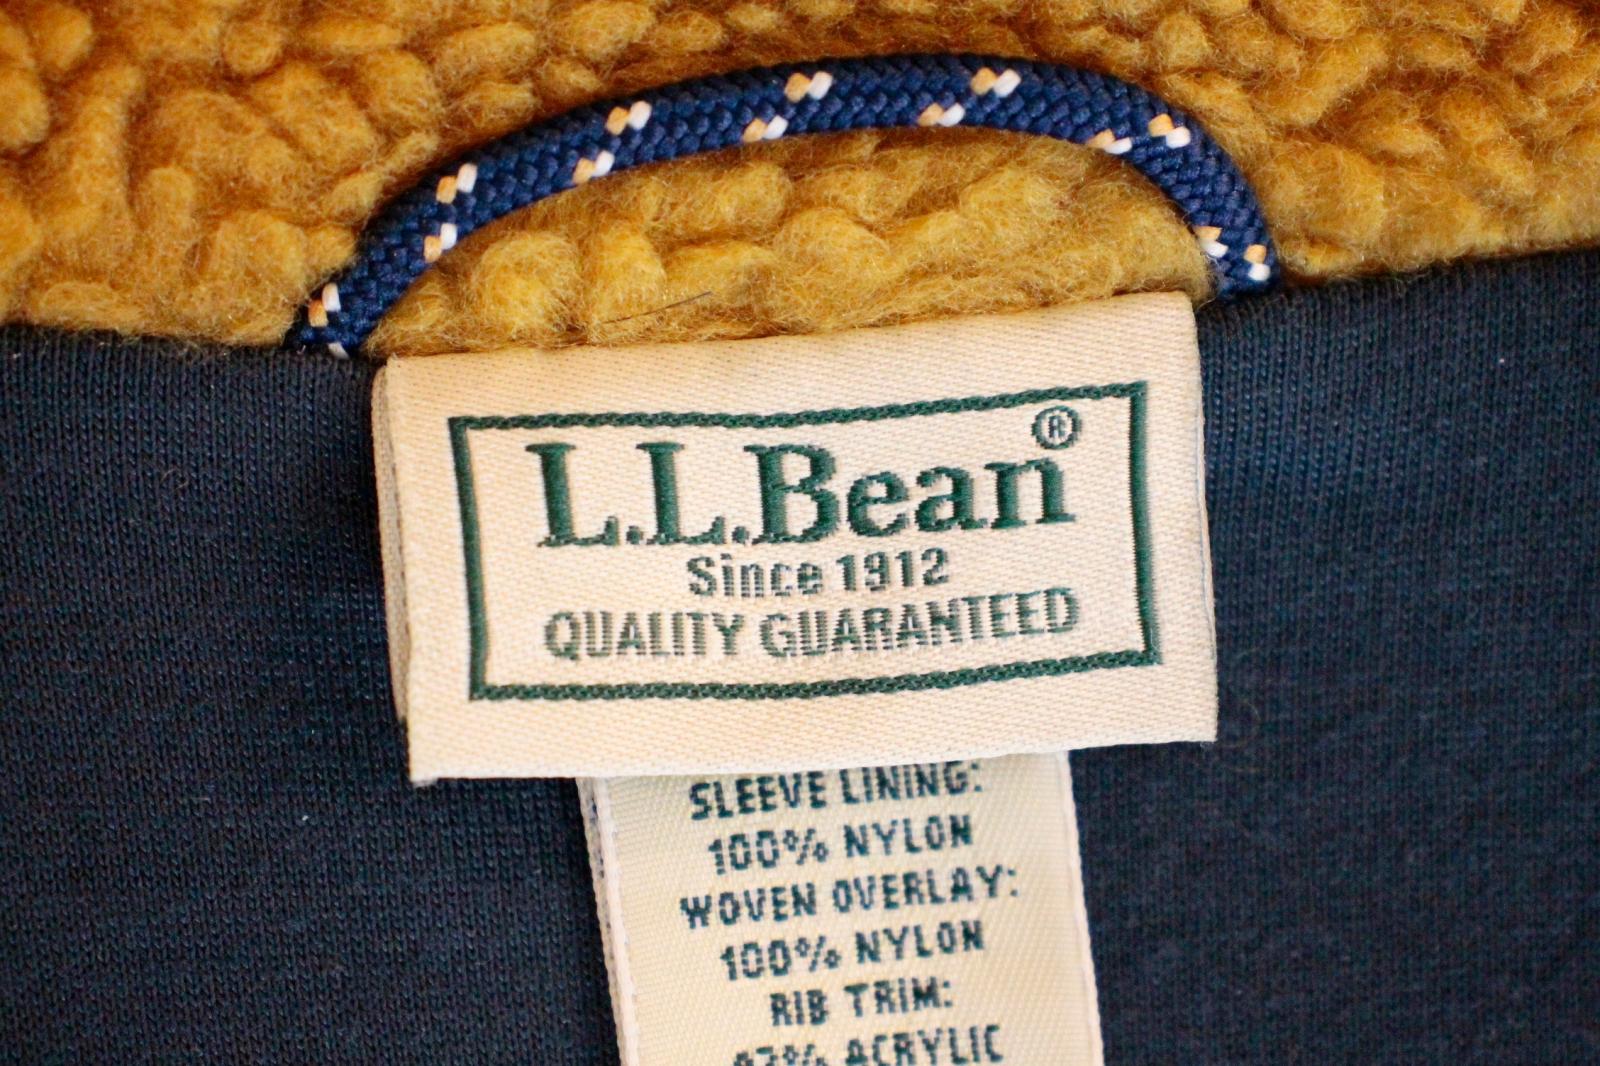 L.L.Bean®
Since 1912
QUALITY GUARANTEED
SLEEVE LINING:
100% NYLON
WOVEN OVERLAY:
100% NYLON
RIB TRIM:
ACRYLIC